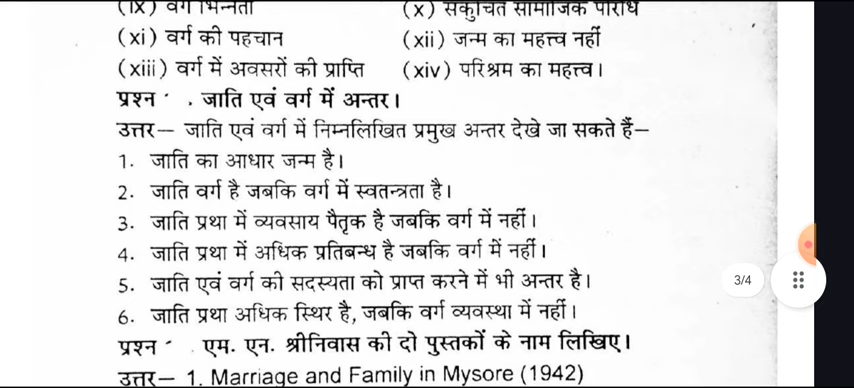 (ix) वर्ग भिन्नता (x) संकुचित सामाजिक परिधि
(xi) वर्ग की पहचान (xii) जन्म का महत्त्व नहीं
(xiii) वर्ग में अवसरों की प्राप्ति (xiv) परिश्रम का महत्त्व।
प्रश्न . जाति एवं वर्ग में अन्तर।
उत्तर– जाति एवं वर्ग में निम्नलिखित प्रमुख अन्तर देखे जा सकते हैं–
1. जाति का आधार जन्म है।
2. जाति वर्ग है जबकि वर्ग में स्वतन्त्रता है।
3. जाति प्रथा में व्यवसाय पैतृक है जबकि वर्ग में नहीं।
4. जाति प्रथा में अधिक प्रतिबन्ध है जबकि वर्ग में नहीं।
5. जाति एवं वर्ग की सदस्यता को प्राप्त करने में भी अन्तर है।
3/4
6. जाति प्रथा अधिक स्थिर है, जबकि वर्ग व्यवस्था में नहीं।
प्रश्न . एम. एन. श्रीनिवास की दो पुस्तकों के नाम लिखिए।
उत्तर– 1. Marriage and Family in Mysore (1942)